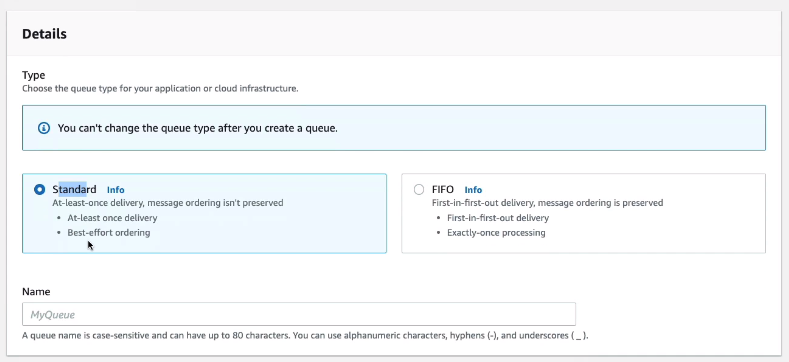 Details
Type
Choose the queue type for your application or cloud infrastructure.
You can't change the queue type after you create a queue.
Standard Info
At-least-once delivery, message ordering isn't preserved
• At-least once delivery
• Best-effort ordering
FIFO Info
First-in-first-out delivery, message ordering is preserved
• First-in-first-out delivery
• Exactly-once processing
Name
MyQueue
A queue name is case-sensitive and can have up to 80 characters. You can use alphanumeric characters, hyphens (-), and underscores ( _ ).